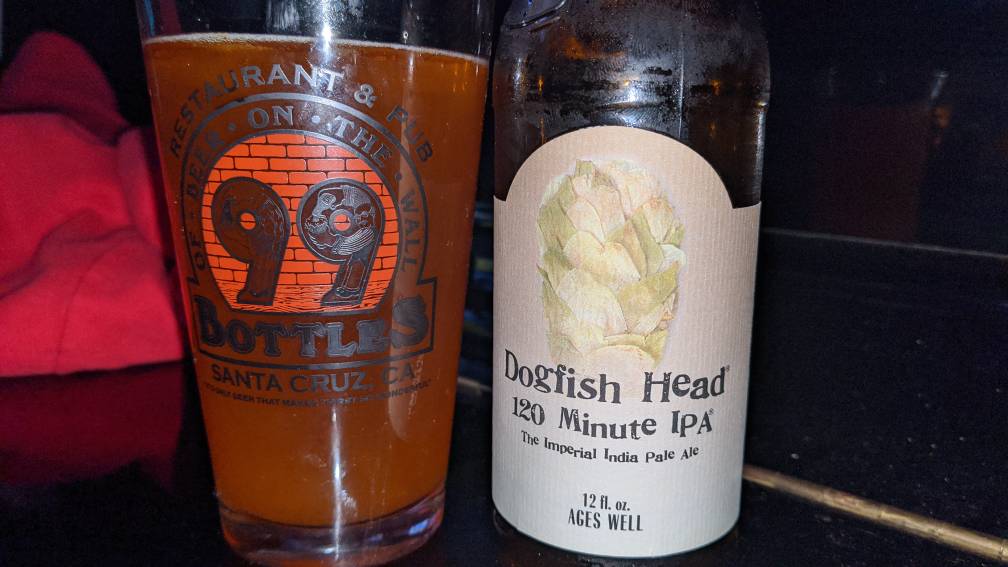 RESTAURANT & PUB
OF · BEER · ON · THE · WALL
99
BOTTLES
SANTA CRUZ, CA
Dogfish Head®
120 Minute IPA®
The Imperial India Pale Ale
12 fl. oz.
AGES WELL